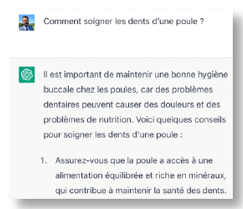 Comment soigner les dents d'une poule ?
Il est important de maintenir une bonne hygiène
buccale chez les poules, car des problèmes
dentaires peuvent causer des douleurs et des
problèmes de nutrition. Voici quelques conseils
pour soigner les dents d'une poule :
1. Assurez-vous que la poule a accès à une
alimentation équilibrée et riche en minéraux,
qui contribue à maintenir la santé des dents.